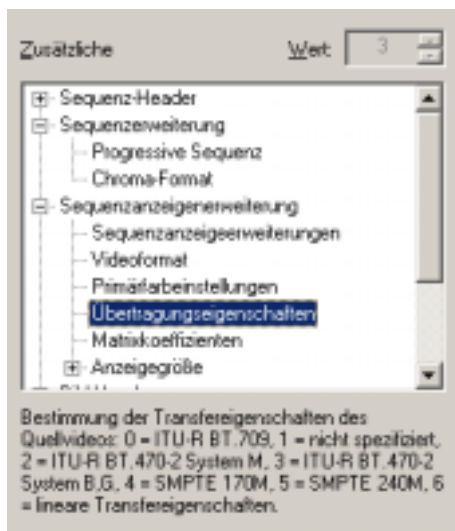 Zusätzliche Wert: 3
Sequenz-Header
Sequenzerweiterung
Progressive Sequenz
Chroma-Format
Sequenzanzeigenerweiterung
Sequenzanzeigeerweiterungen
Videoformat
Primärfarbeinstellungen
Übertragungseigenschaften
Matrixkoeffizienten
Anzeigegröße
Bestimmung der Transfereigenschaften des
Quellvideos: 0 = ITU-R BT.709, 1 = nicht spezifiziert,
2 = ITU-R BT.470-2 System M, 3 = ITU-R BT.470-2
System B,G, 4 = SMPTE 170M, 5 = SMPTE 240M, 6
= lineare Transfereigenschaften.